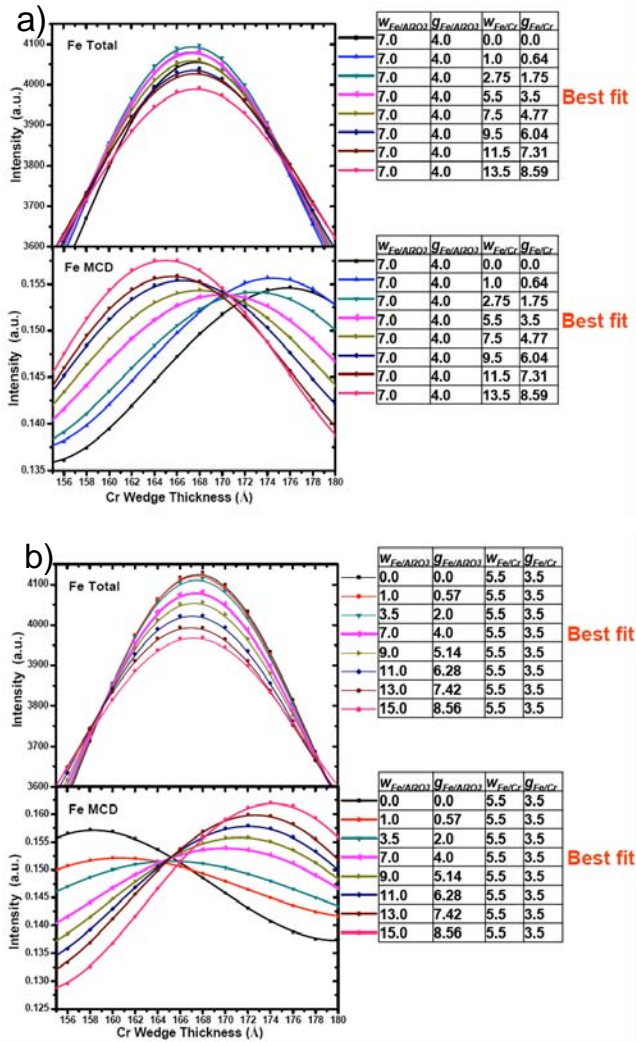 a)
Fe Total
Intensity (a.u.)
4100
4000
3900
3800
3700
3600
Fe MCD
Intensity (a.u.)
0.155
0.150
0.145
0.140
0.135
156 158 160 162 164 166 168 170 172 174 176 178 180
Cr Wedge Thickness (Å)
wFe/Al2O3 gFe/Al2O3 wFe/Cr gFe/Cr
7.0 4.0 0.0 0.0
7.0 4.0 1.0 0.64
7.0 4.0 2.75 1.75
7.0 4.0 5.5 3.5 Best fit
7.0 4.0 7.5 4.77
7.0 4.0 9.5 6.04
7.0 4.0 11.5 7.31
7.0 4.0 13.5 8.59
wFe/Al2O3 gFe/Al2O3 wFe/Cr gFe/Cr
7.0 4.0 0.0 0.0
7.0 4.0 1.0 0.64
7.0 4.0 2.75 1.75
7.0 4.0 5.5 3.5 Best fit
7.0 4.0 7.5 4.77
7.0 4.0 9.5 6.04
7.0 4.0 11.5 7.31
7.0 4.0 13.5 8.59
b)
Fe Total
Intensity (a.u.)
4100
4000
3900
3800
3700
3600
Fe MCD
Intensity (a.u.)
0.160
0.155
0.150
0.145
0.140
0.135
0.130
0.125
156 158 160 162 164 166 168 170 172 174 176 178 180
Cr Wedge Thickness (Å)
wFe/Al2O3 gFe/Al2O3 wFe/Cr gFe/Cr
0.0 0.0 5.5 3.5
1.0 0.57 5.5 3.5
3.5 2.0 5.5 3.5
7.0 4.0 5.5 3.5 Best fit
9.0 5.14 5.5 3.5
11.0 6.28 5.5 3.5
13.0 7.42 5.5 3.5
15.0 8.56 5.5 3.5
wFe/Al2O3 gFe/Al2O3 wFe/Cr gFe/Cr
0.0 0.0 5.5 3.5
1.0 0.57 5.5 3.5
3.5 2.0 5.5 3.5
7.0 4.0 5.5 3.5 Best fit
9.0 5.14 5.5 3.5
11.0 6.28 5.5 3.5
13.0 7.42 5.5 3.5
15.0 8.56 5.5 3.5